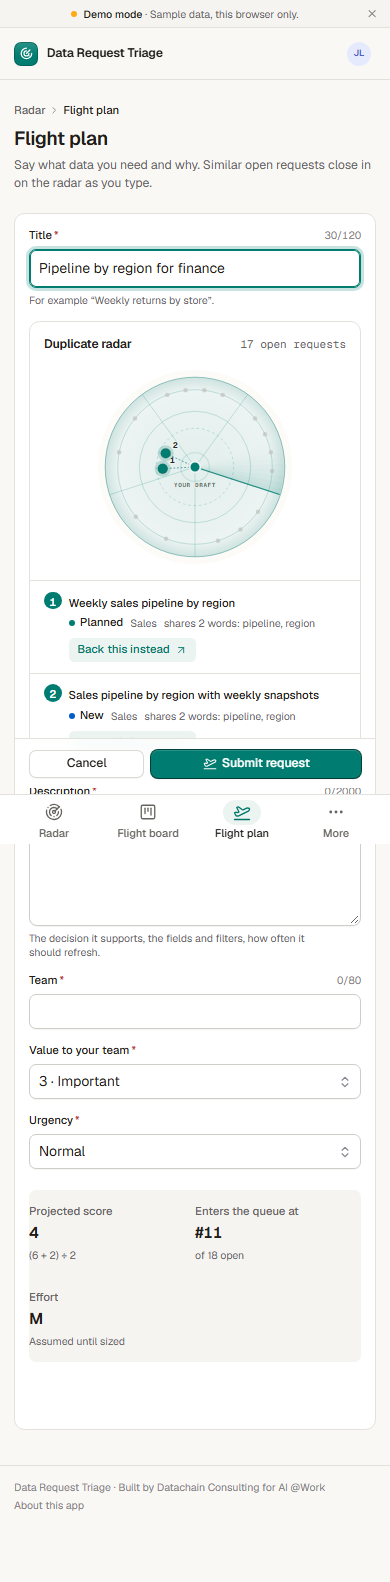 Demo mode · Sample data, this browser only.
Data Request Triage
JL
Radar > Flight plan
Flight plan
Say what data you need and why. Similar open requests close in
on the radar as you type.
Title * 30/120
Pipeline by region for finance
For example “Weekly returns by store”.
Duplicate radar 17 open requests
2
1
YOUR DRAFT
1 Weekly sales pipeline by region
Planned Sales shares 2 words: pipeline, region
Back this instead
2 Sales pipeline by region with weekly snapshots
New Sales shares 2 words: pipeline, region
Cancel Submit request
Description * 0/2000
Radar Flight board Flight plan More
The decision it supports, the fields and filters, how often it
should refresh.
Team * 0/80
Value to your team *
3 · Important
Urgency *
Normal
Projected score Enters the queue at
4 #11
(6 + 2) ÷ 2 of 18 open
Effort
M
Assumed until sized
Data Request Triage · Built by Datachain Consulting for AI @Work
About this app